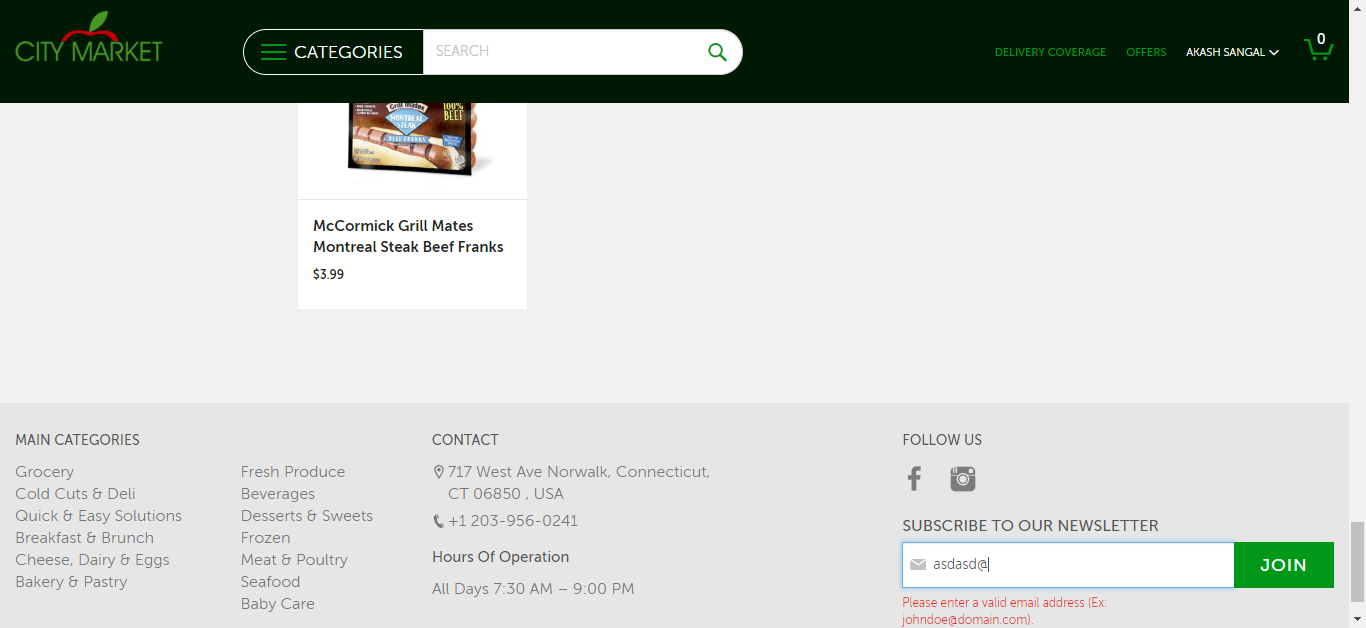 CITY MARKET
CATEGORIES
SEARCH
DELIVERY COVERAGE
OFFERS
AKASH SANGAL
0
Grill Mates
100%
BEEF
MONTREAL
STEAK
BEEF FRANKS
McCormick Grill Mates
Montreal Steak Beef Franks
$3.99
MAIN CATEGORIES
Grocery
Cold Cuts & Deli
Quick & Easy Solutions
Breakfast & Brunch
Cheese, Dairy & Eggs
Bakery & Pastry
Fresh Produce
Beverages
Desserts & Sweets
Frozen
Meat & Poultry
Seafood
Baby Care
CONTACT
717 West Ave Norwalk, Connecticut,
CT 06850 , USA
+1 203-956-0241
Hours Of Operation
All Days 7:30 AM – 9:00 PM
FOLLOW US
SUBSCRIBE TO OUR NEWSLETTER
asdasd@
JOIN
Please enter a valid email address (Ex:
johndoe@domain.com).